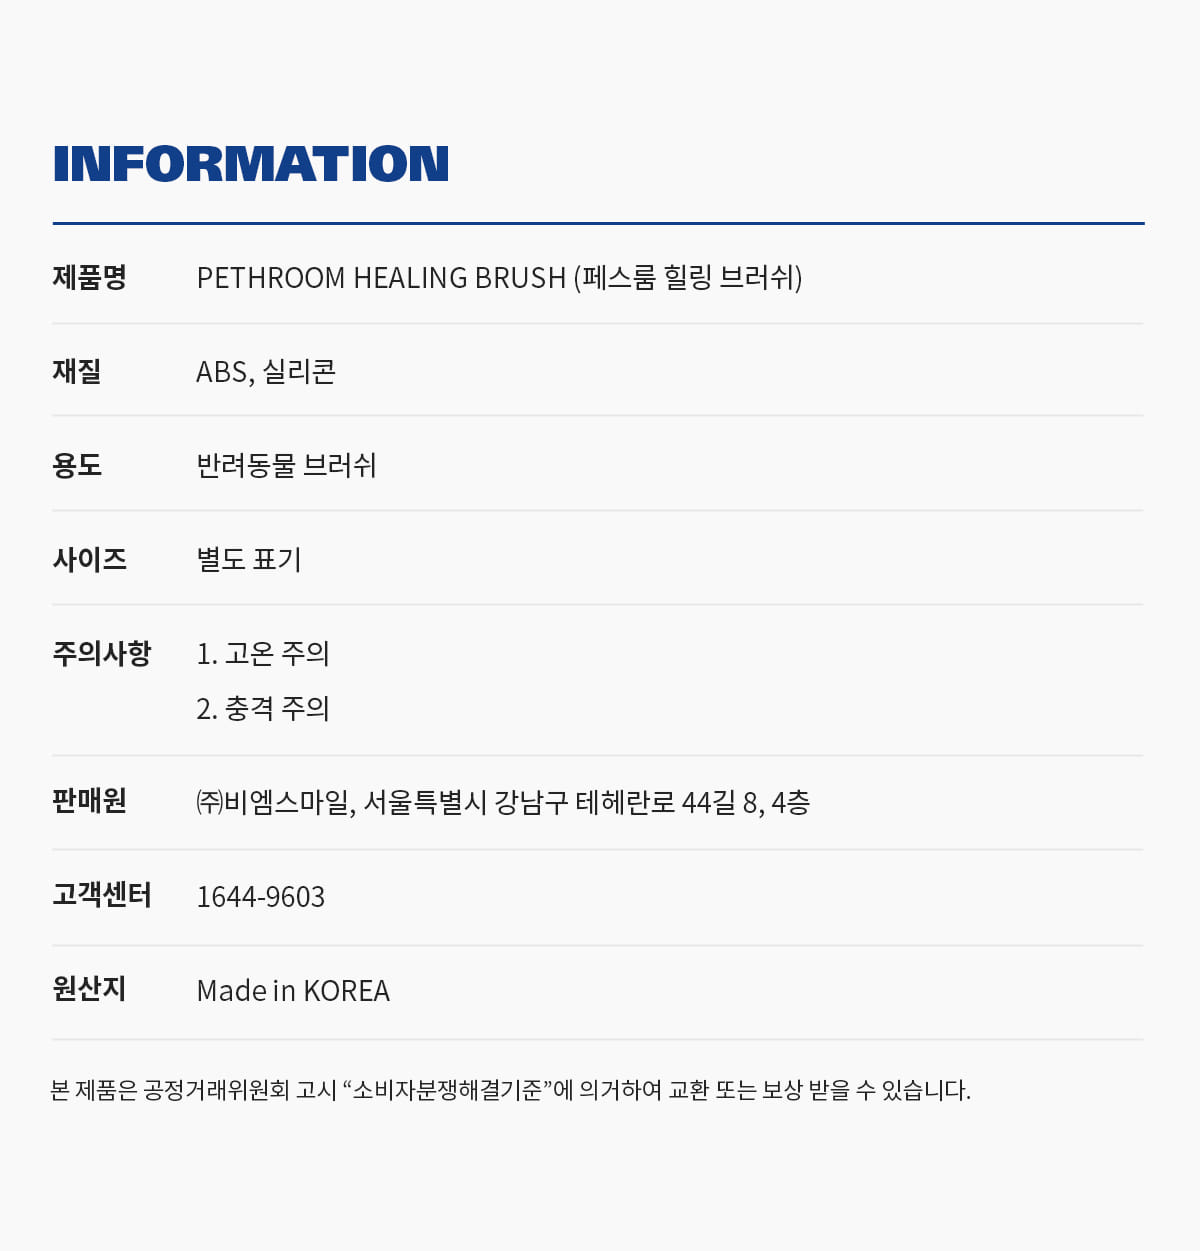 INFORMATION
제품명 PETHROOM HEALING BRUSH (페스룸 힐링 브러쉬)
재질 ABS, 실리콘
용도 반려동물 브러쉬
사이즈 별도 표기
주의사항 1. 고온 주의
2. 충격 주의
판매원 ㈜비엠스마일, 서울특별시 강남구 테헤란로 44길 8, 4층
고객센터 1644-9603
원산지 Made in KOREA
본 제품은 공정거래위원회 고시 “소비자분쟁해결기준”에 의거하여 교환 또는 보상 받을 수 있습니다.